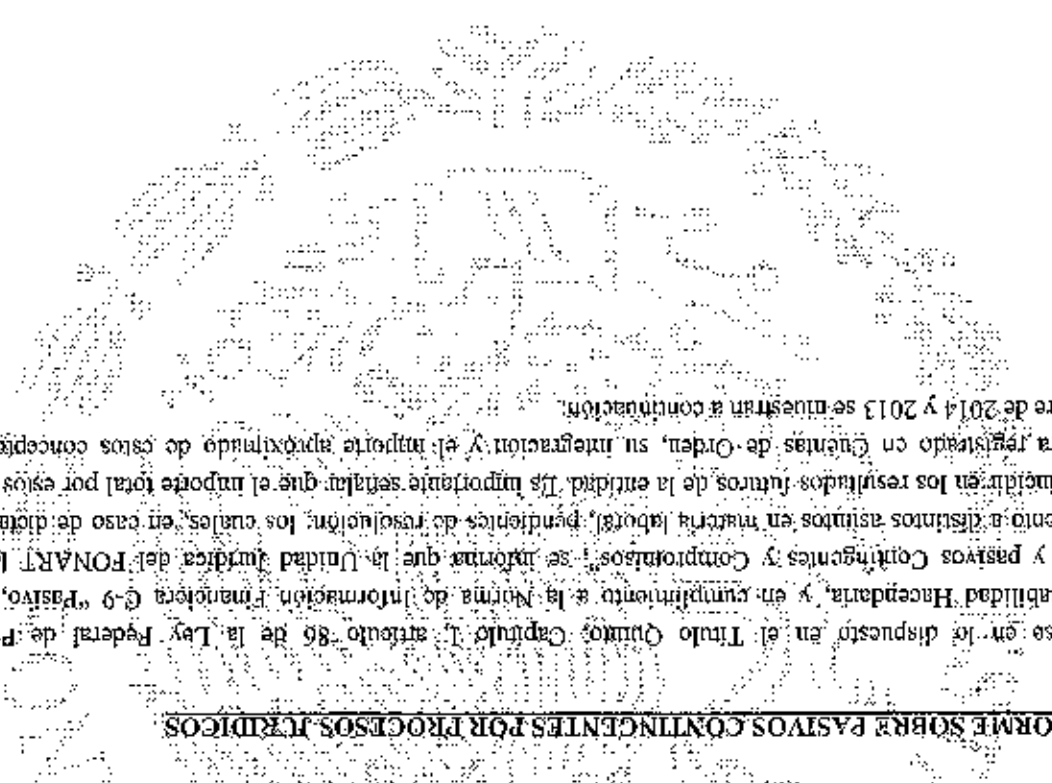 ORME SOBRE PASIVOS CONTINGENTES POR PROCESOS JURÍDICOS
se en lo dispuesto en el Título Quinto, Capítulo I, artículo 86 de la Ley Federal de P
abilidad Hacendaria, y en cumplimiento a la Norma de Información Financiera C-9 "Pasivo,
y pasivos Contingentes y Compromisos"; se informa que la Unidad Jurídica del FONART l
ento a distintos asuntos en materia laboral, pendientes de resolución, los cuales, en caso de dicta
incidir en los resultados futuros de la entidad. Es importante señalar que el importe total por estos
a registrado en Cuentas de Orden, su integración y el importe aproximado de estos concepto
re de 2014 y 2013 se muestran a continuación: